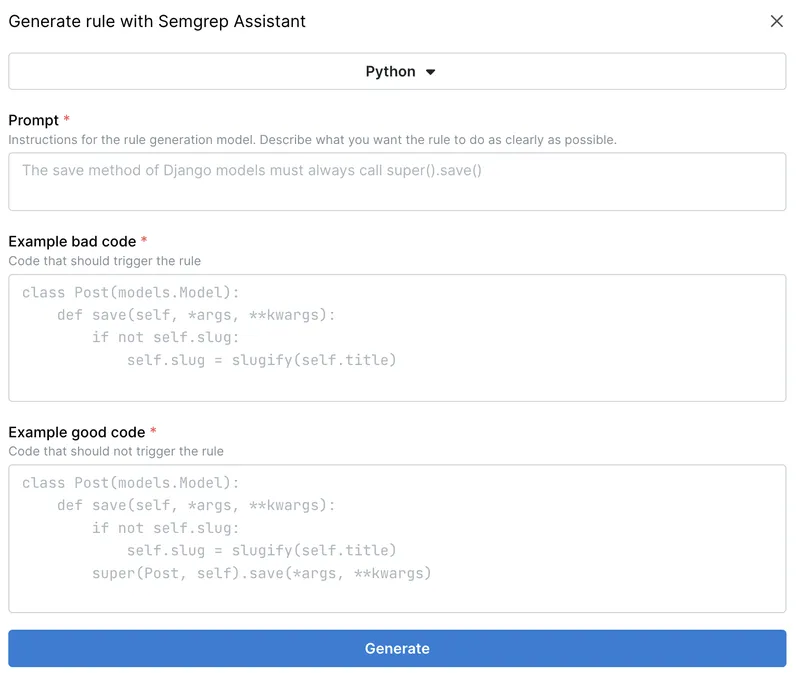 Generate rule with Semgrep Assistant
Python
Prompt *
Instructions for the rule generation model. Describe what you want the rule to do as clearly as possible.
The save method of Django models must always call super().save()
Example bad code *
Code that should trigger the rule
class Post(models.Model):
    def save(self, *args, **kwargs):
        if not self.slug:
            self.slug = slugify(self.title)
Example good code *
Code that should not trigger the rule
class Post(models.Model):
    def save(self, *args, **kwargs):
        if not self.slug:
            self.slug = slugify(self.title)
        super(Post, self).save(*args, **kwargs)
Generate